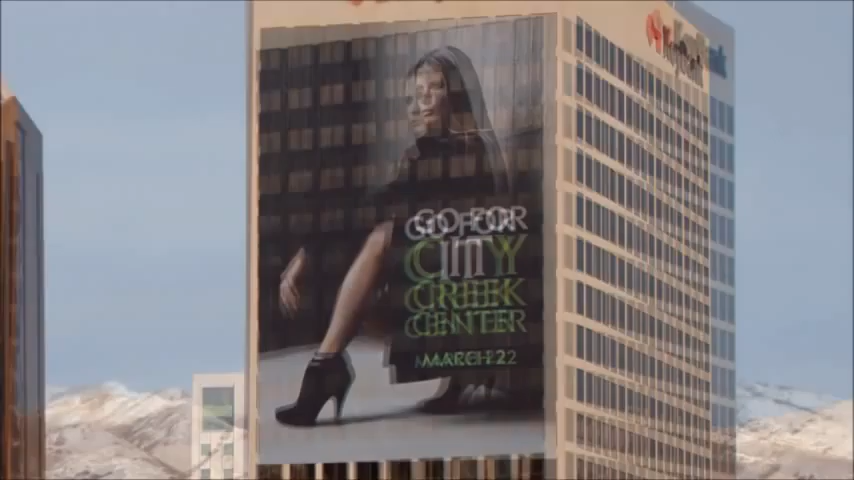 GO FOR
CITY
CREEK
CENTER
MARCH 22